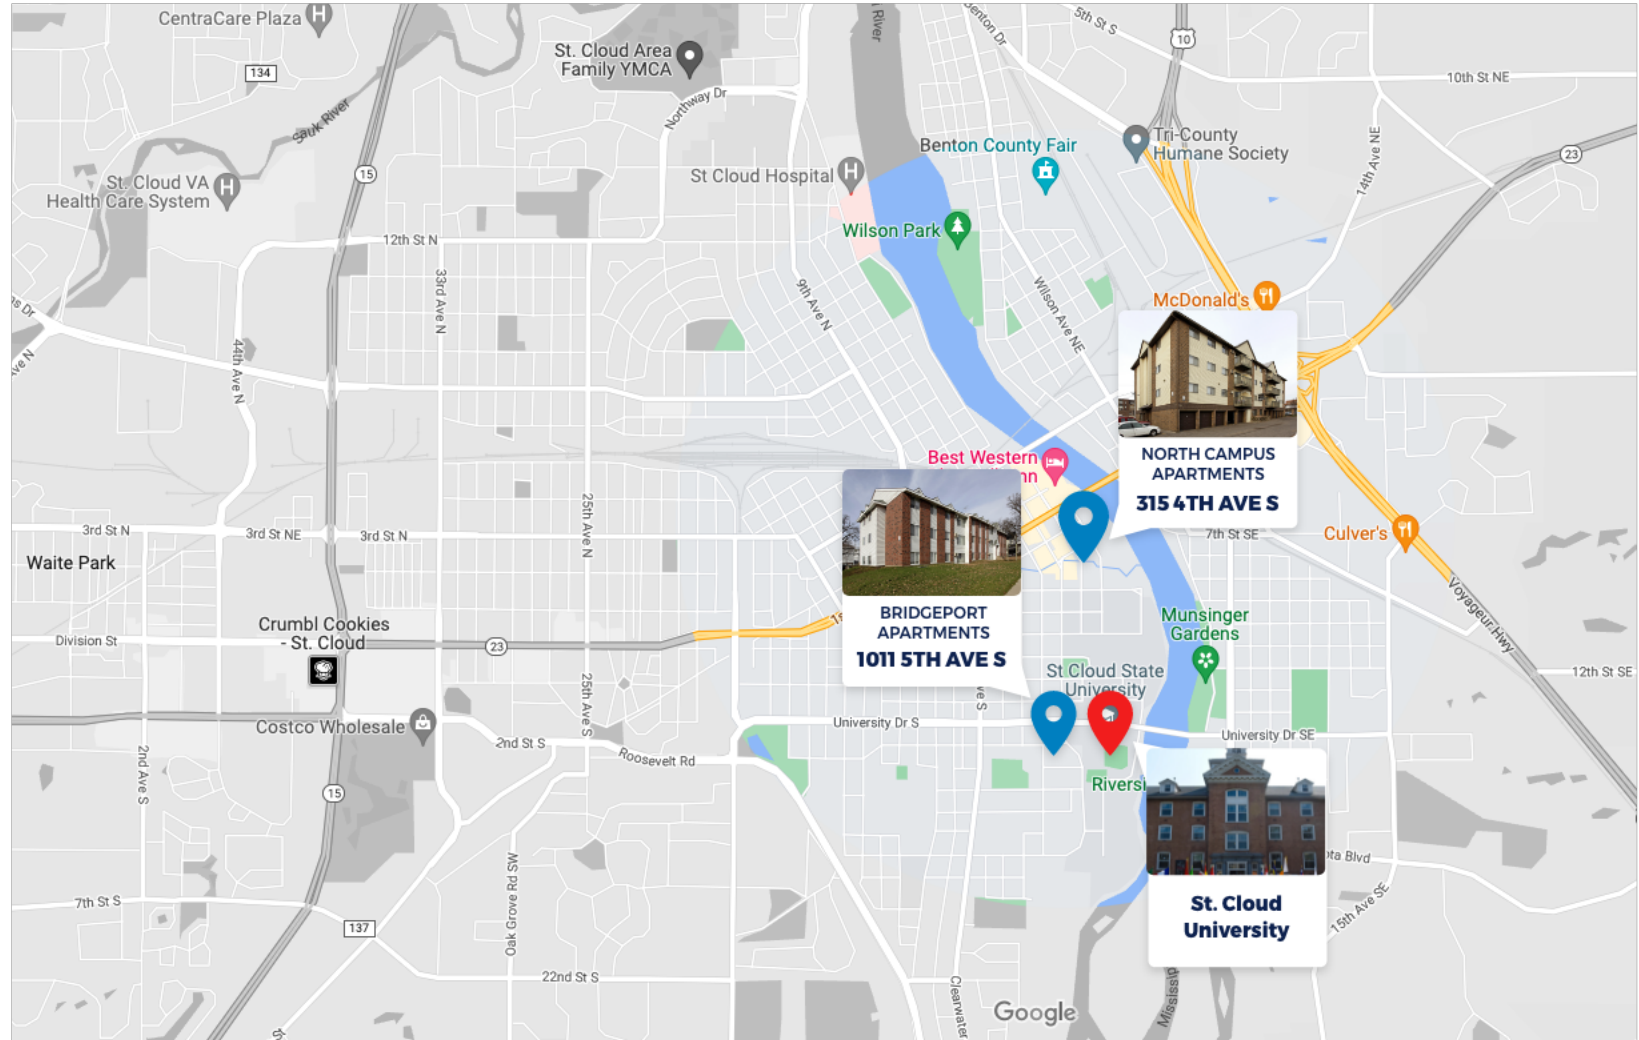 CentraCare Plaza
134
Sauk River
St. Cloud VA
Health Care System
15
St. Cloud Area
Family YMCA
Northway Dr
River
Benton Dr
5th St S
10
10th St NE
Benton County Fair
Tri-County
Humane Society
14th Ave NE
23
St Cloud Hospital
Wilson Park
12th St N
33rd Ave N
44th Ave N
9th Ave N
Wilson Ave NE
McDonald's
NORTH CAMPUS
APARTMENTS
315 4TH AVE S
Best Western
25th Ave N
3rd St N
3rd St NE
3rd St N
Waite Park
7th St SE
Culver's
Voyageur Hwy
Crumbl Cookies
- St. Cloud
Division St
23
BRIDGEPORT
APARTMENTS
1011 5TH AVE S
Munsinger
Gardens
St Cloud State
University
12th St SE
25th Ave S
Costco Wholesale
2nd St S
Roosevelt Rd
University Dr S
University Dr SE
2nd Ave S
15
St. Cloud
University
15th Ave SE
7th St S
137
Oak Grove Rd SW
22nd St S
Clearwater
Google